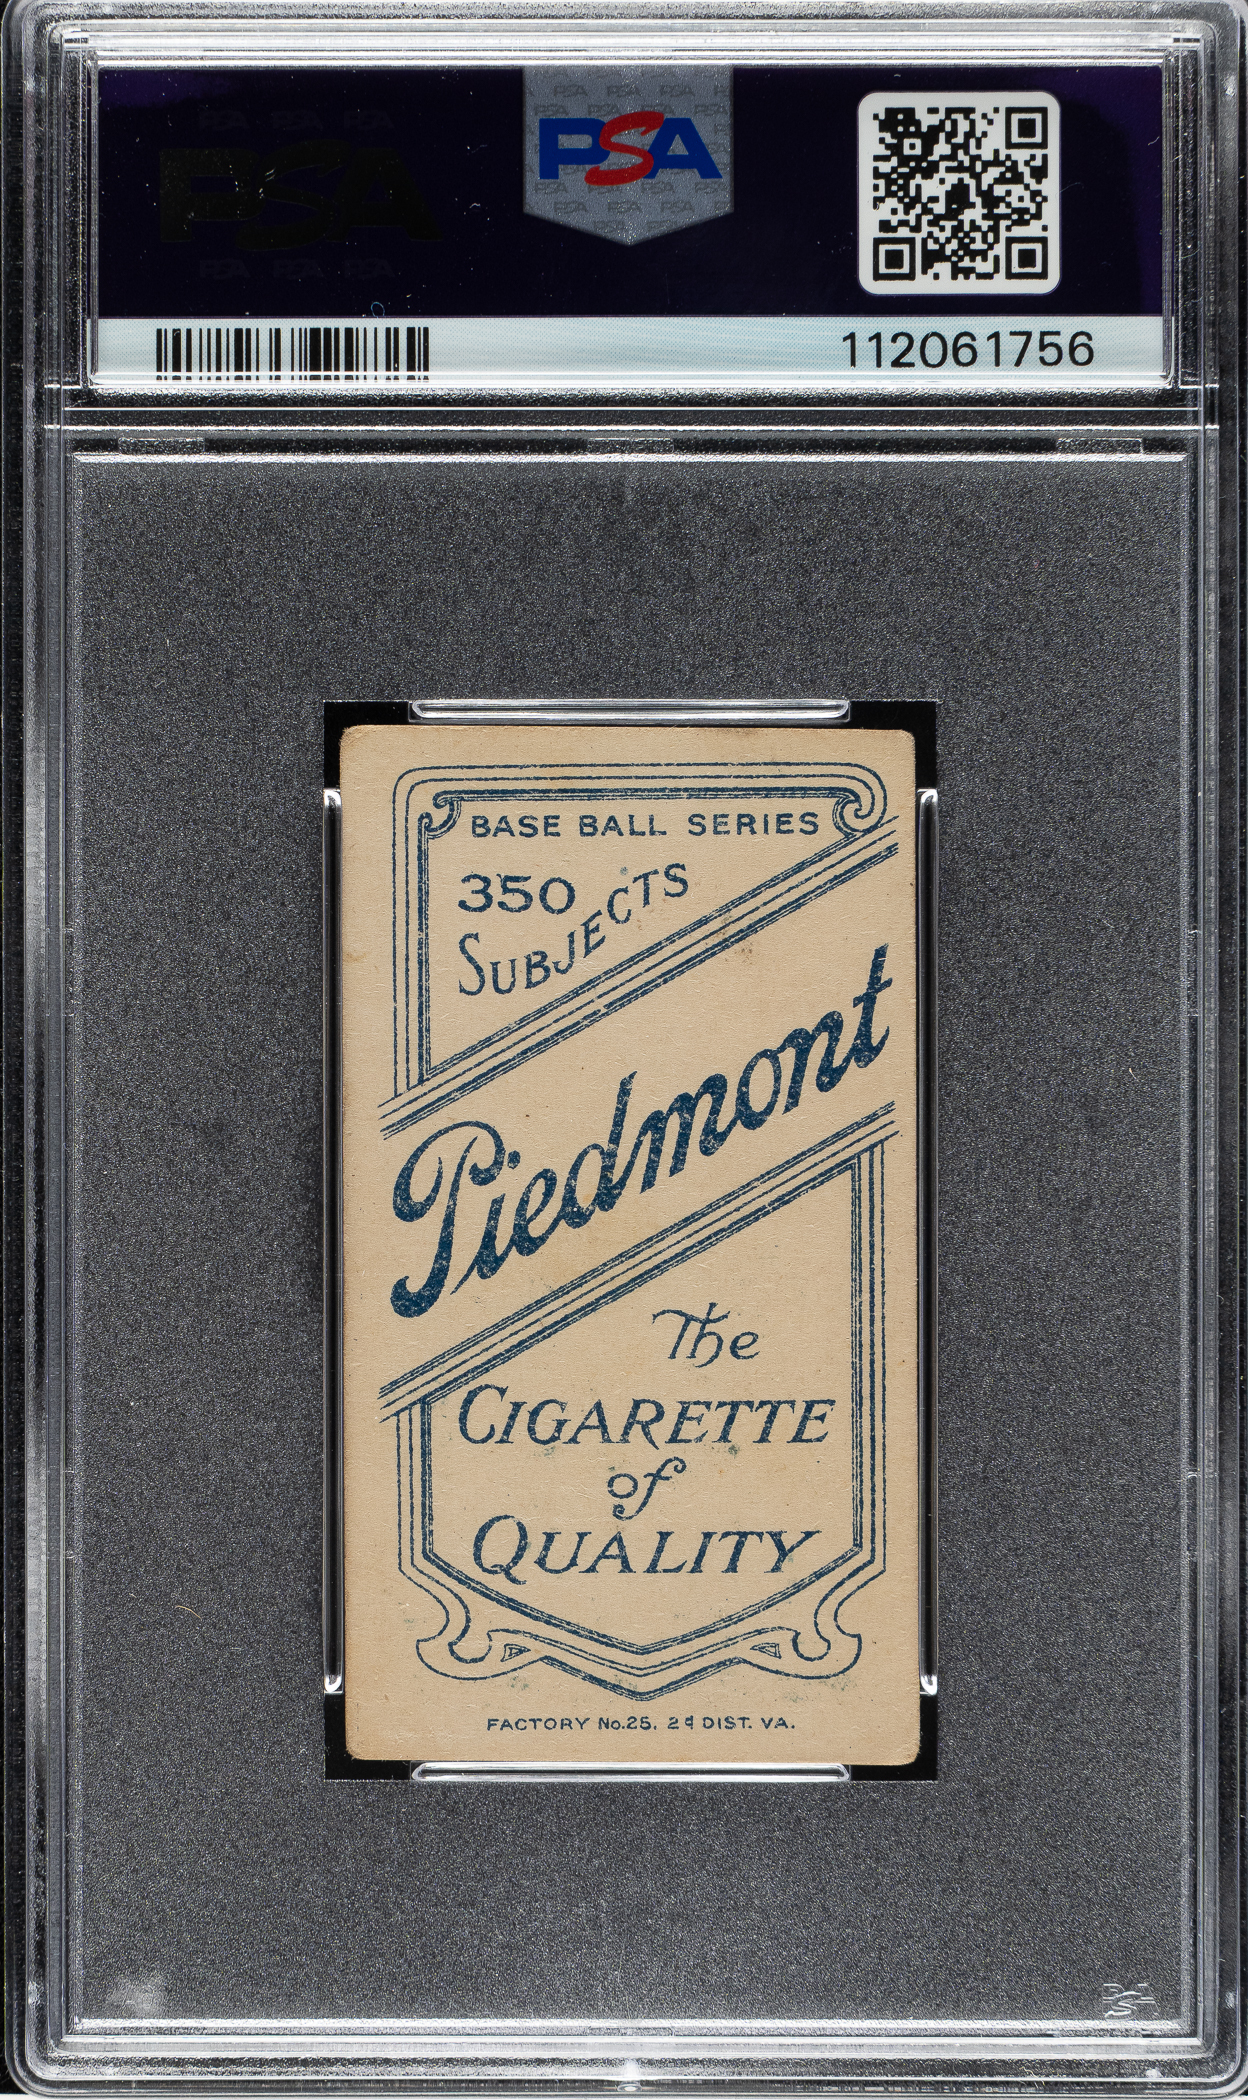 PSA
PSA
112061756
BASE BALL SERIES
350
SUBJECTS
Piedmont
The
CIGARETTE
of
QUALITY
FACTORY No.25, 2d DIST. VA.